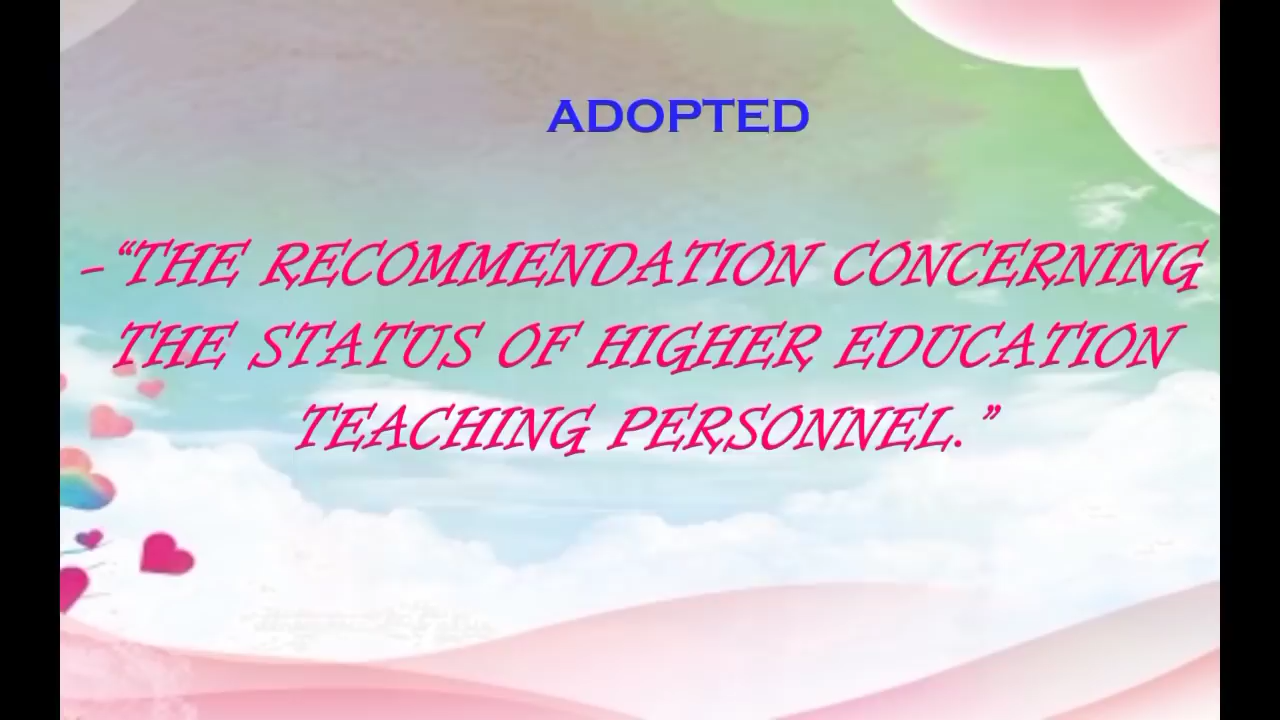 ADOPTED
-“THE RECOMMENDATION CONCERNING
THE STATUS OF HIGHER EDUCATION
TEACHING PERSONNEL.”